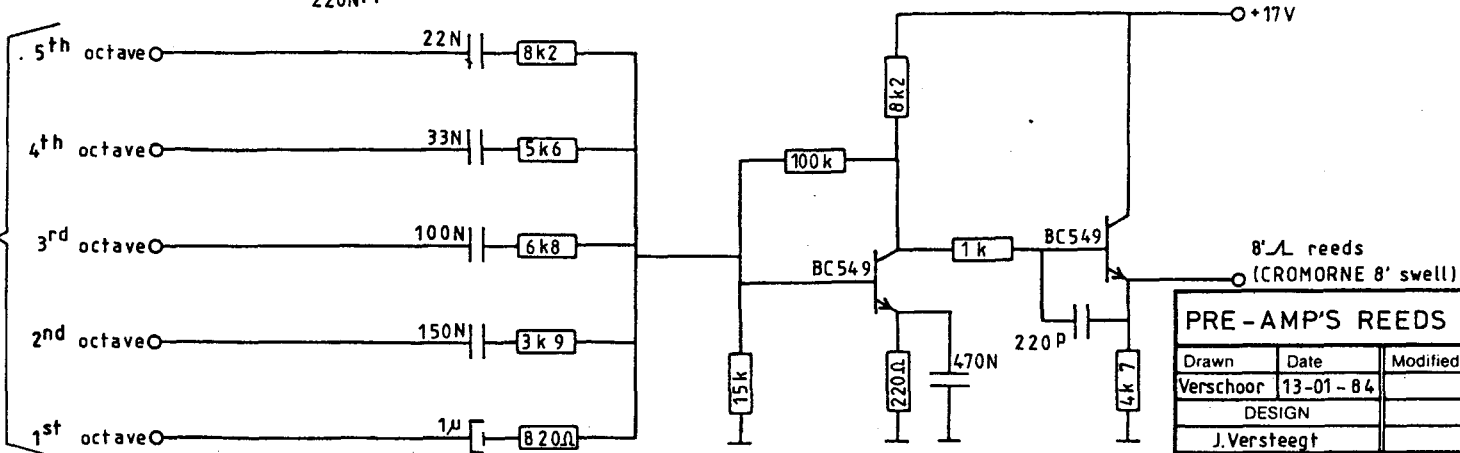 220N
+17V
5th octave
22N
8k2
8k2
4th octave
33N
5k6
100k
3rd octave
100N
6k8
BC549
1k
BC549
8' reeds
(CROMORNE 8' swell)
2nd octave
150N
3k9
15k
220Ω
470N
220P
4k7
1st octave
1µ
820Ω
PRE-AMP'S REEDS
Drawn Date Modified
Verschoor 13-01-84
DESIGN
J.Versteegt